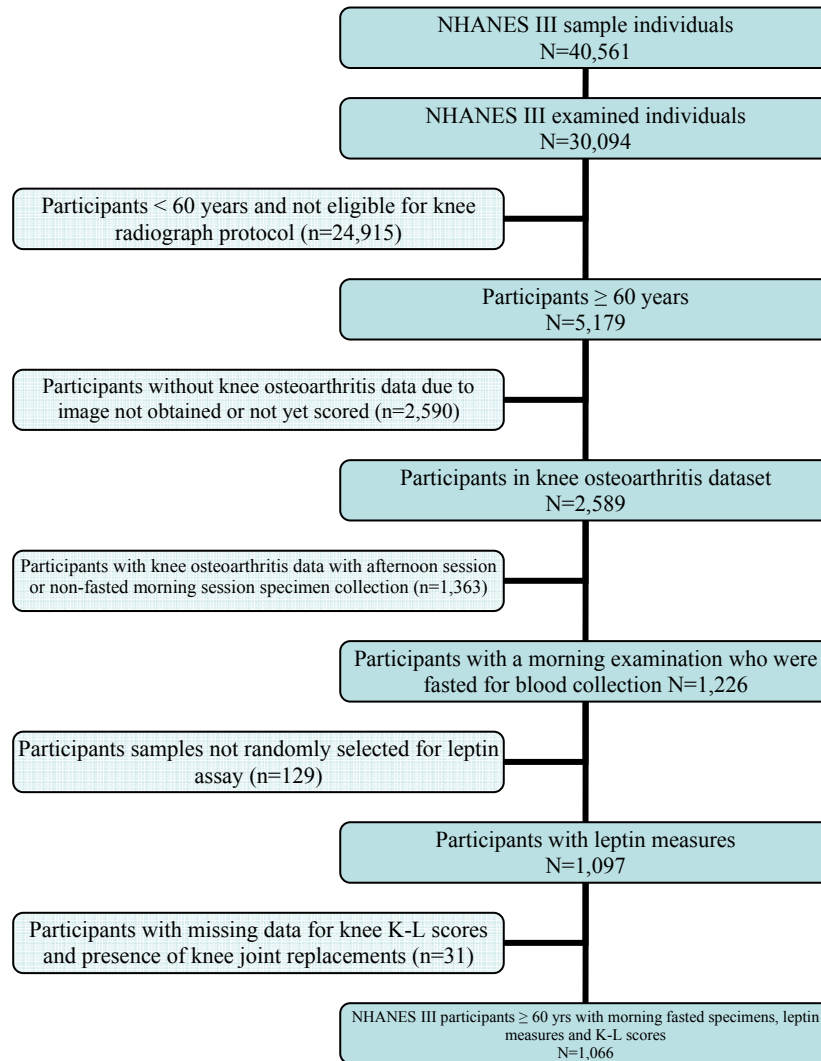 NHANES III sample individuals
N=40,561
NHANES III examined individuals
N=30,094
Participants < 60 years and not eligible for knee
radiograph protocol (n=24,915)
Participants ≥ 60 years
N=5,179
Participants without knee osteoarthritis data due to
image not obtained or not yet scored (n=2,590)
Participants in knee osteoarthritis dataset
N=2,589
Participants with knee osteoarthritis data with afternoon session
or non-fasted morning session specimen collection (n=1,363)
Participants with a morning examination who were
fasted for blood collection N=1,226
Participants samples not randomly selected for leptin
assay (n=129)
Participants with leptin measures
N=1,097
Participants with missing data for knee K-L scores
and presence of knee joint replacements (n=31)
NHANES III participants ≥ 60 yrs with morning fasted specimens, leptin
measures and K-L scores
N=1,066